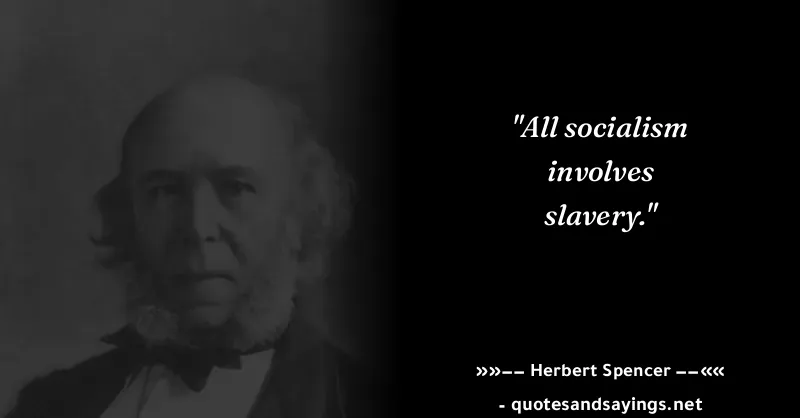 "All socialism
involves
slavery."
»»—— Herbert Spencer ——««
- quotesandsayings.net